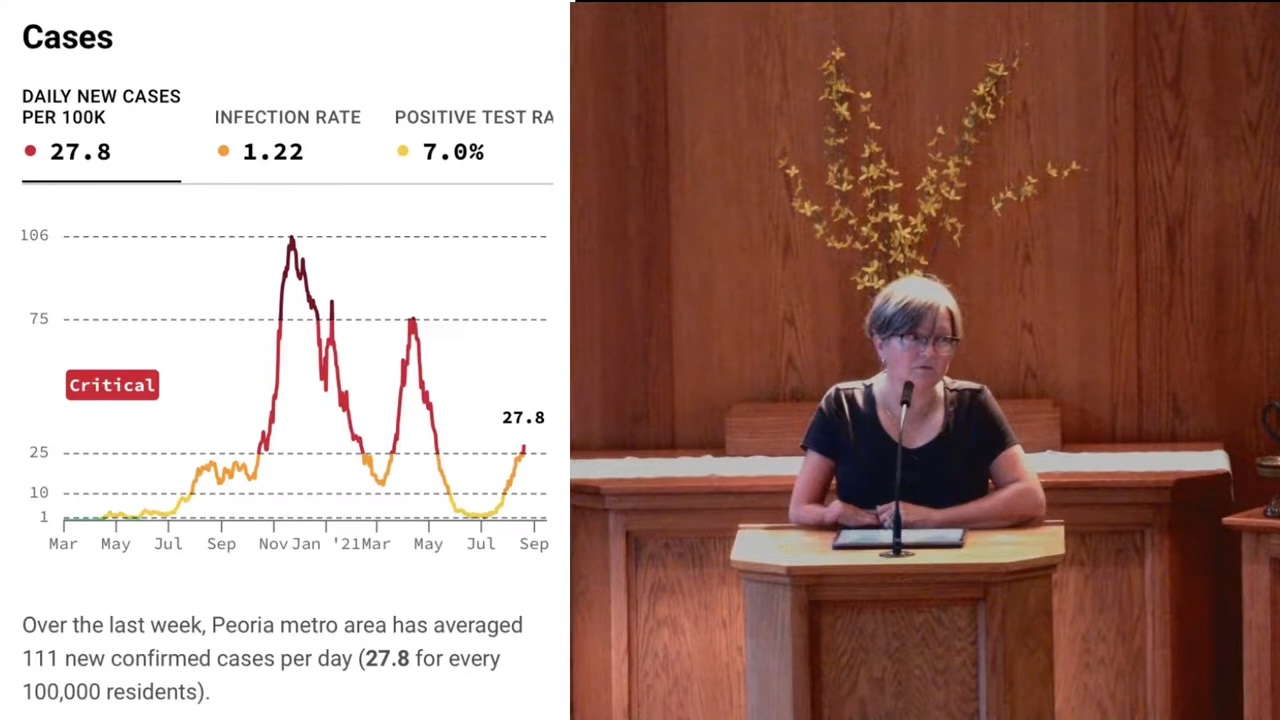 Cases
DAILY NEW CASES
PER 100K
INFECTION RATE
POSITIVE TEST RA
27.8
1.22
7.0%
106
75
Critical
27.8
25
10
1
Mar May Jul Sep Nov Jan '21 Mar May Jul Sep
Over the last week, Peoria metro area has averaged
111 new confirmed cases per day (27.8 for every
100,000 residents).